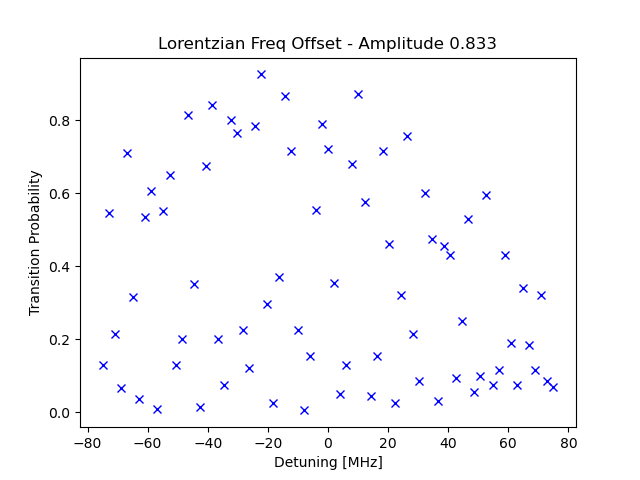 Lorentzian Freq Offset - Amplitude 0.833
Transition Probability
0.8
0.6
0.4
0.2
0.0
−80 −60 −40 −20 0 20 40 60 80
Detuning [MHz]